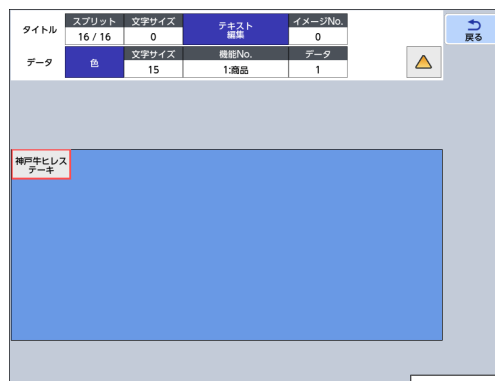 タイトル
スプリット
16 / 16
文字サイズ
0
テキスト
編集
イメージNo.
0
戻る
データ
色
文字サイズ
15
機能No.
1:商品
データ
1
神戸牛ヒレス
テーキ